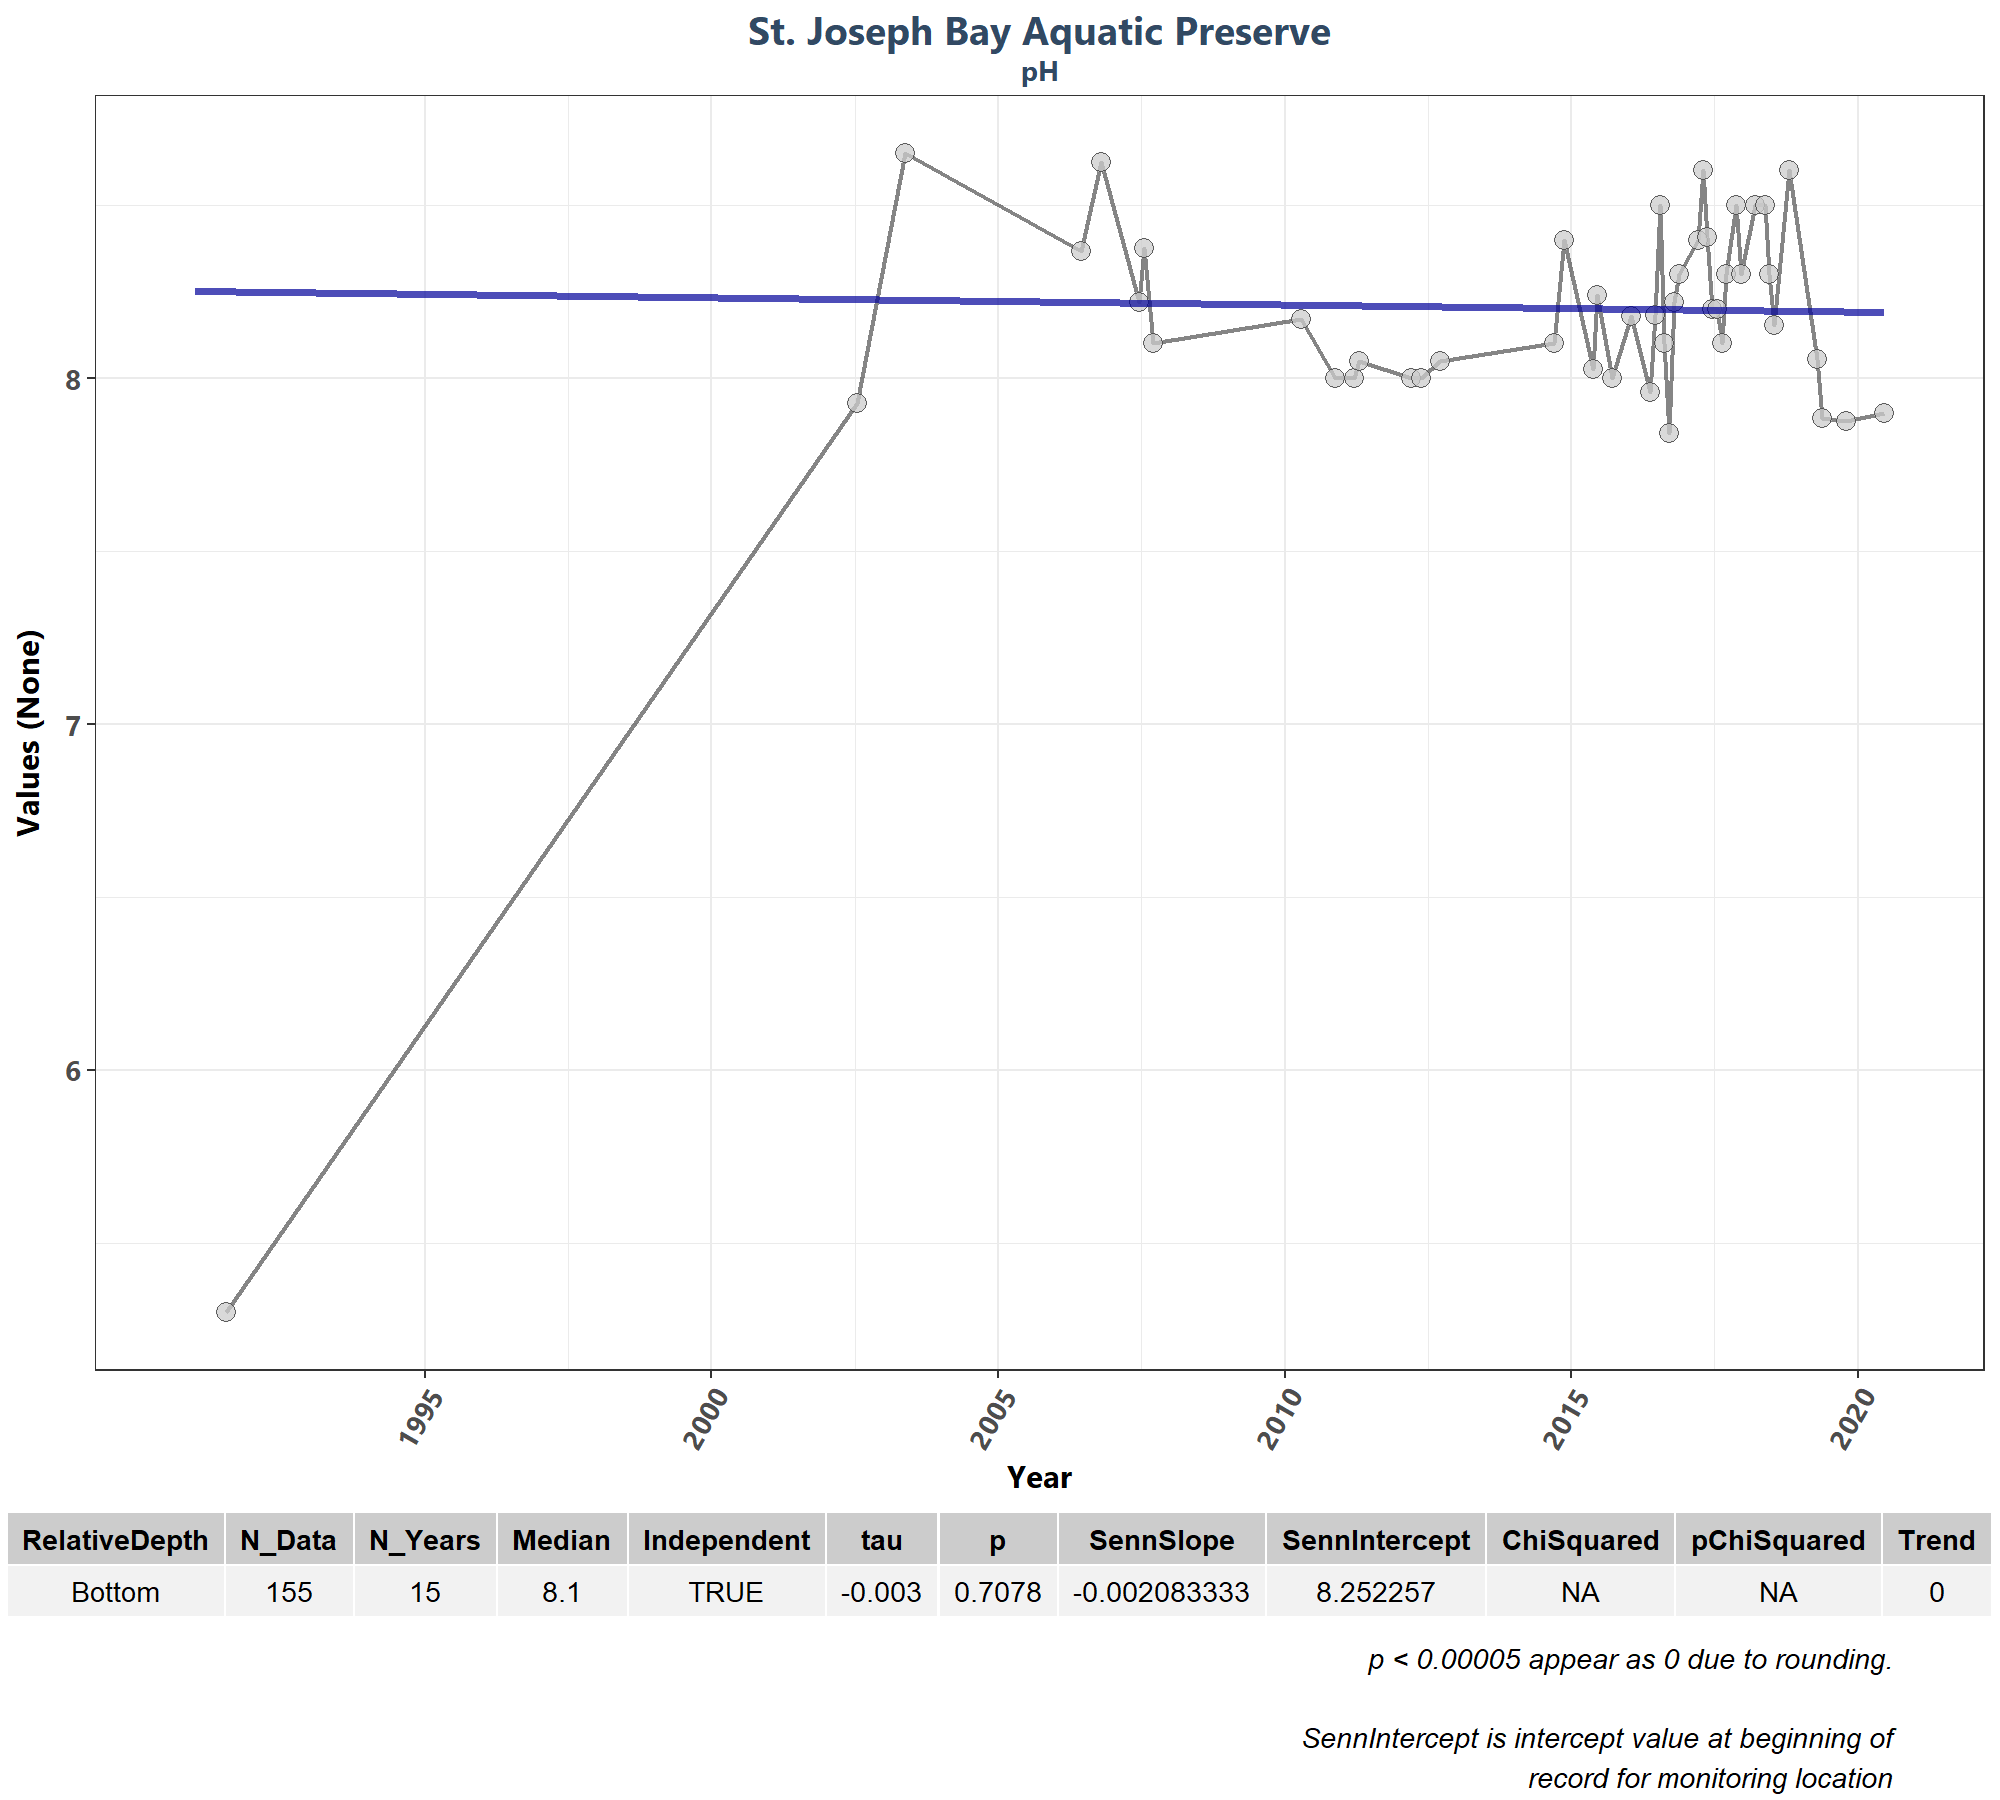 St. Joseph Bay Aquatic Preserve
pH
Values (None)
8
7
6
1995 2000 2005 2010 2015 2020
Year
RelativeDepth N_Data N_Years Median Independent tau p SennSlope SennIntercept ChiSquared pChiSquared Trend
Bottom 155 15 8.1 TRUE -0.003 0.7078 -0.002083333 8.252257 NA NA 0
p < 0.00005 appear as 0 due to rounding.
SennIntercept is intercept value at beginning of
record for monitoring location